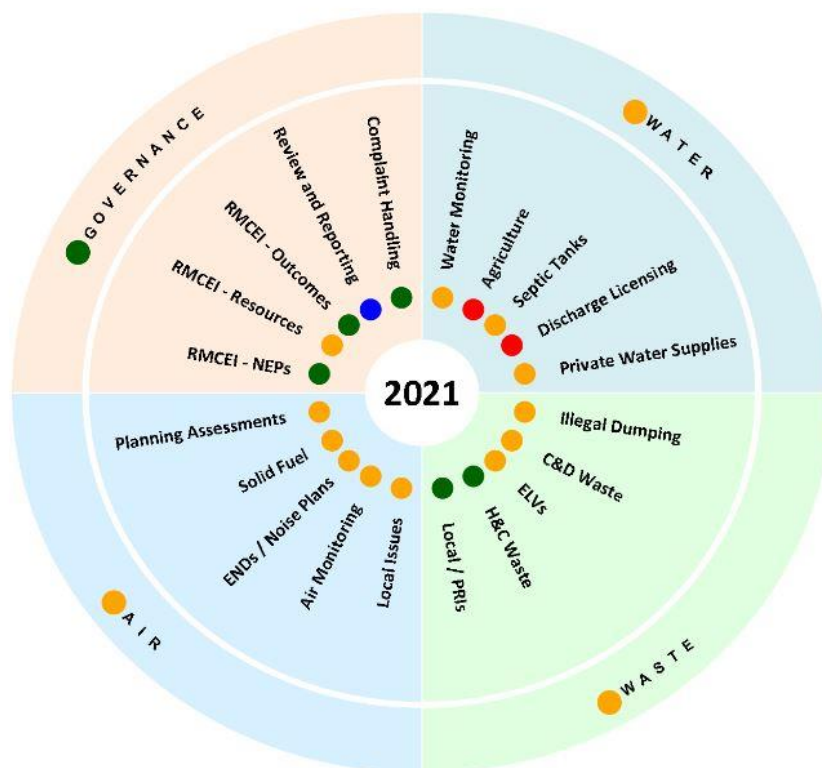 GOVERNANCE
WATER
Complaint Handling
Review and Reporting
RMCEI - Outcomes
RMCEI - Resources
RMCEI - NEPs
Water Monitoring
Agriculture
Septic Tanks
Discharge Licensing
Private Water Supplies
2021
Planning Assessments
Solid Fuel
ENDs / Noise Plans
Air Monitoring
Local Issues
Illegal Dumping
C&D Waste
ELVs
H&C Waste
Local / PRIs
AIR
WASTE